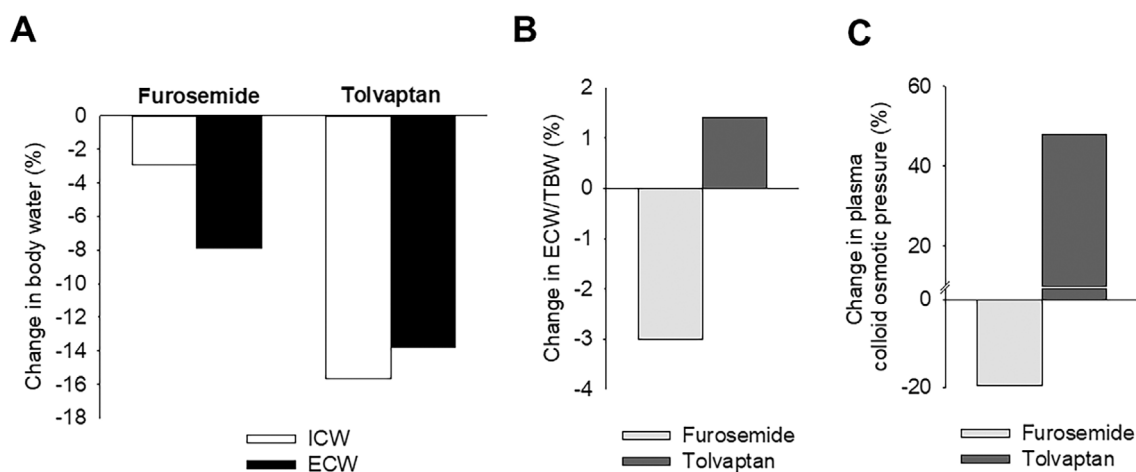 A
Furosemide Tolvaptan
Change in body water (%)
0
-2
-4
-6
-8
-10
-12
-14
-16
-18
ICW
ECW
B
Change in ECW/TBW (%)
2
1
0
-1
-2
-3
-4
Furosemide
Tolvaptan
C
Change in plasma
colloid osmotic pressure (%)
60
40
20
0
-20
Furosemide
Tolvaptan